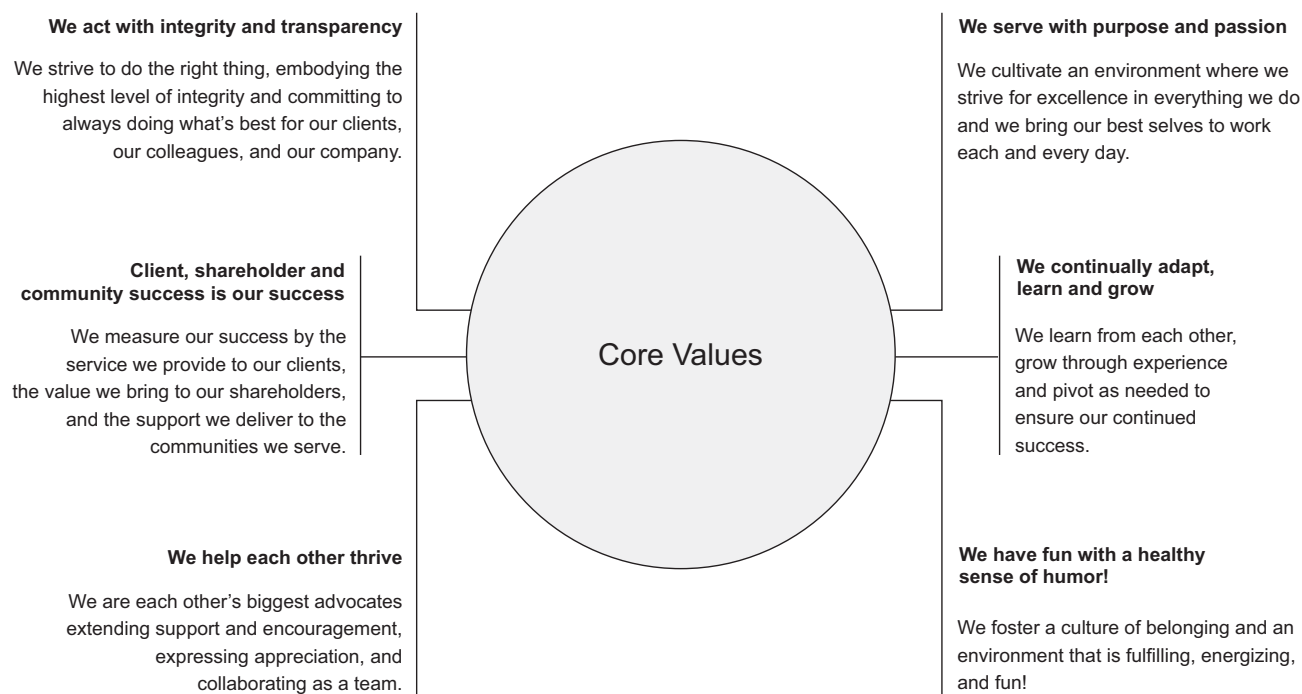 We act with integrity and transparency
We strive to do the right thing, embodying the
highest level of integrity and committing to
always doing what’s best for our clients,
our colleagues, and our company.
Client, shareholder and
community success is our success
We measure our success by the
service we provide to our clients,
the value we bring to our shareholders,
and the support we deliver to the
communities we serve.
We help each other thrive
We are each other’s biggest advocates
extending support and encouragement,
expressing appreciation, and
collaborating as a team.
Core Values
We serve with purpose and passion
We cultivate an environment where we
strive for excellence in everything we do
and we bring our best selves to work
each and every day.
We continually adapt,
learn and grow
We learn from each other,
grow through experience
and pivot as needed to
ensure our continued
success.
We have fun with a healthy
sense of humor!
We foster a culture of belonging and an
environment that is fulfilling, energizing,
and fun!